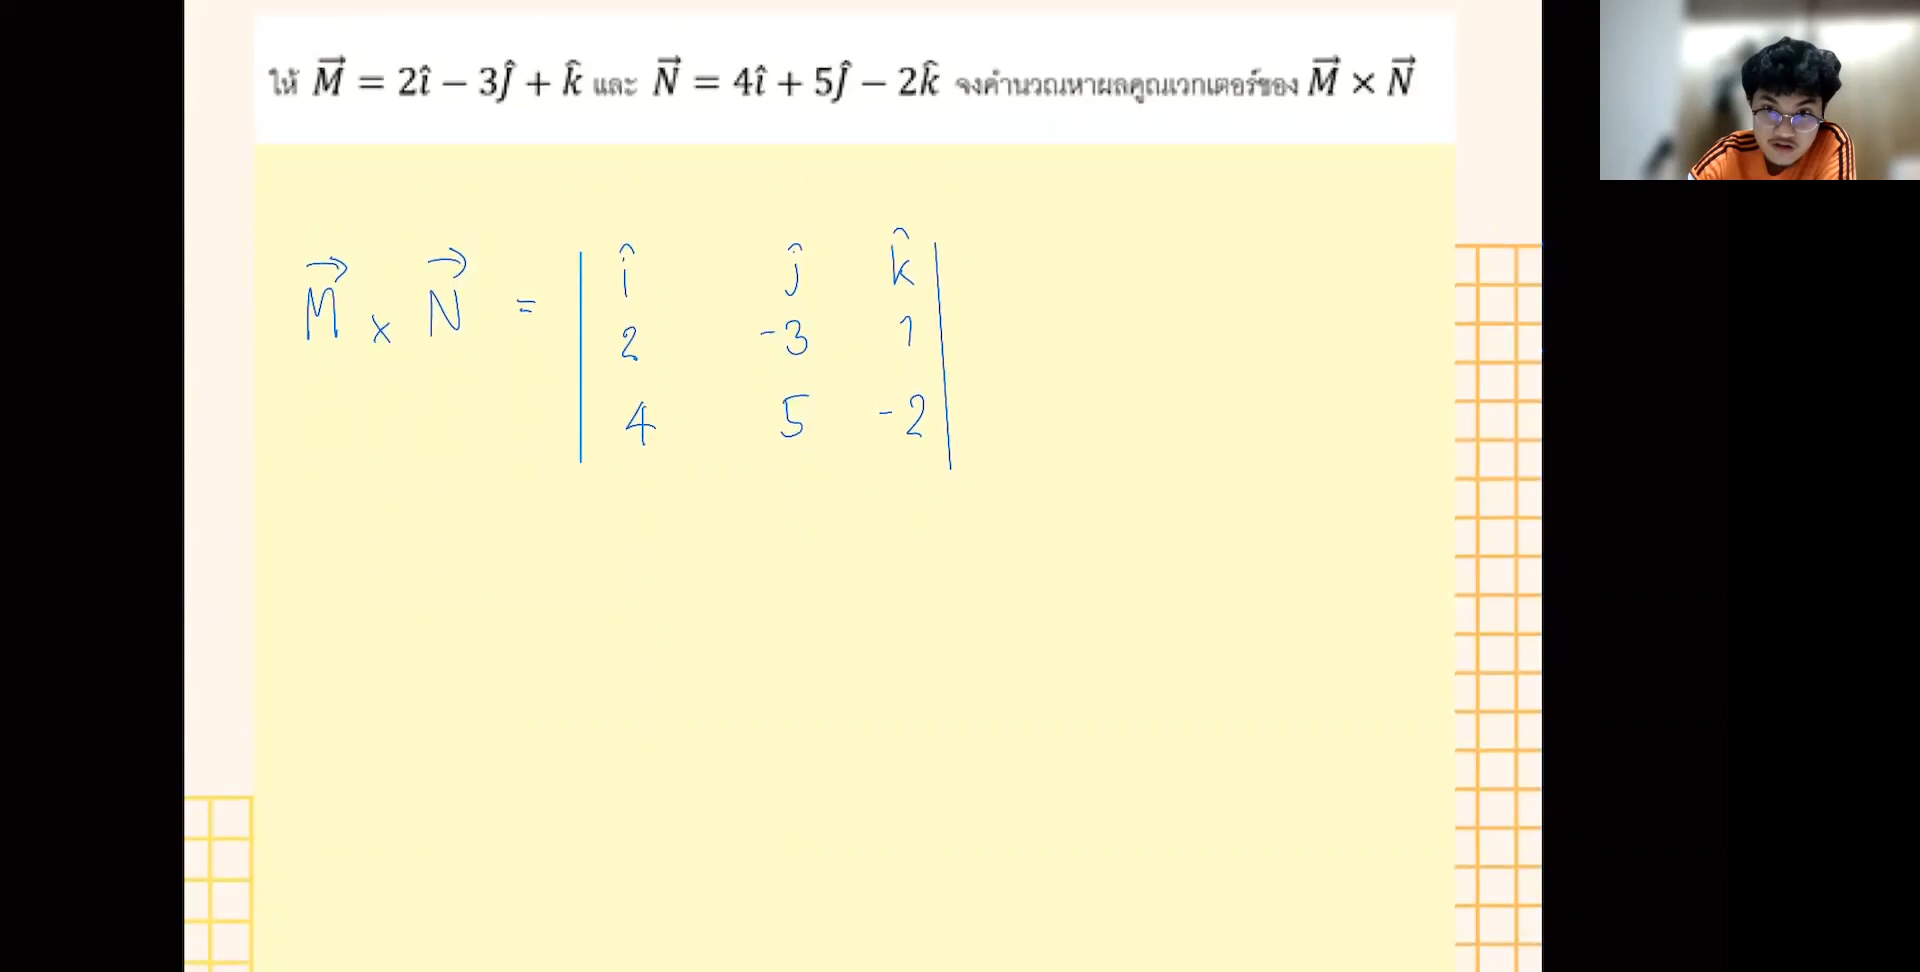 ให้ M⃗ = 2î − 3ĵ + k̂ และ N⃗ = 4î + 5ĵ − 2k̂ จงคำนวณหาผลคูณเวกเตอร์ของ M⃗ × N⃗
M⃗ × N⃗ = | î ĵ k̂ |
2 -3 1
4 5 -2